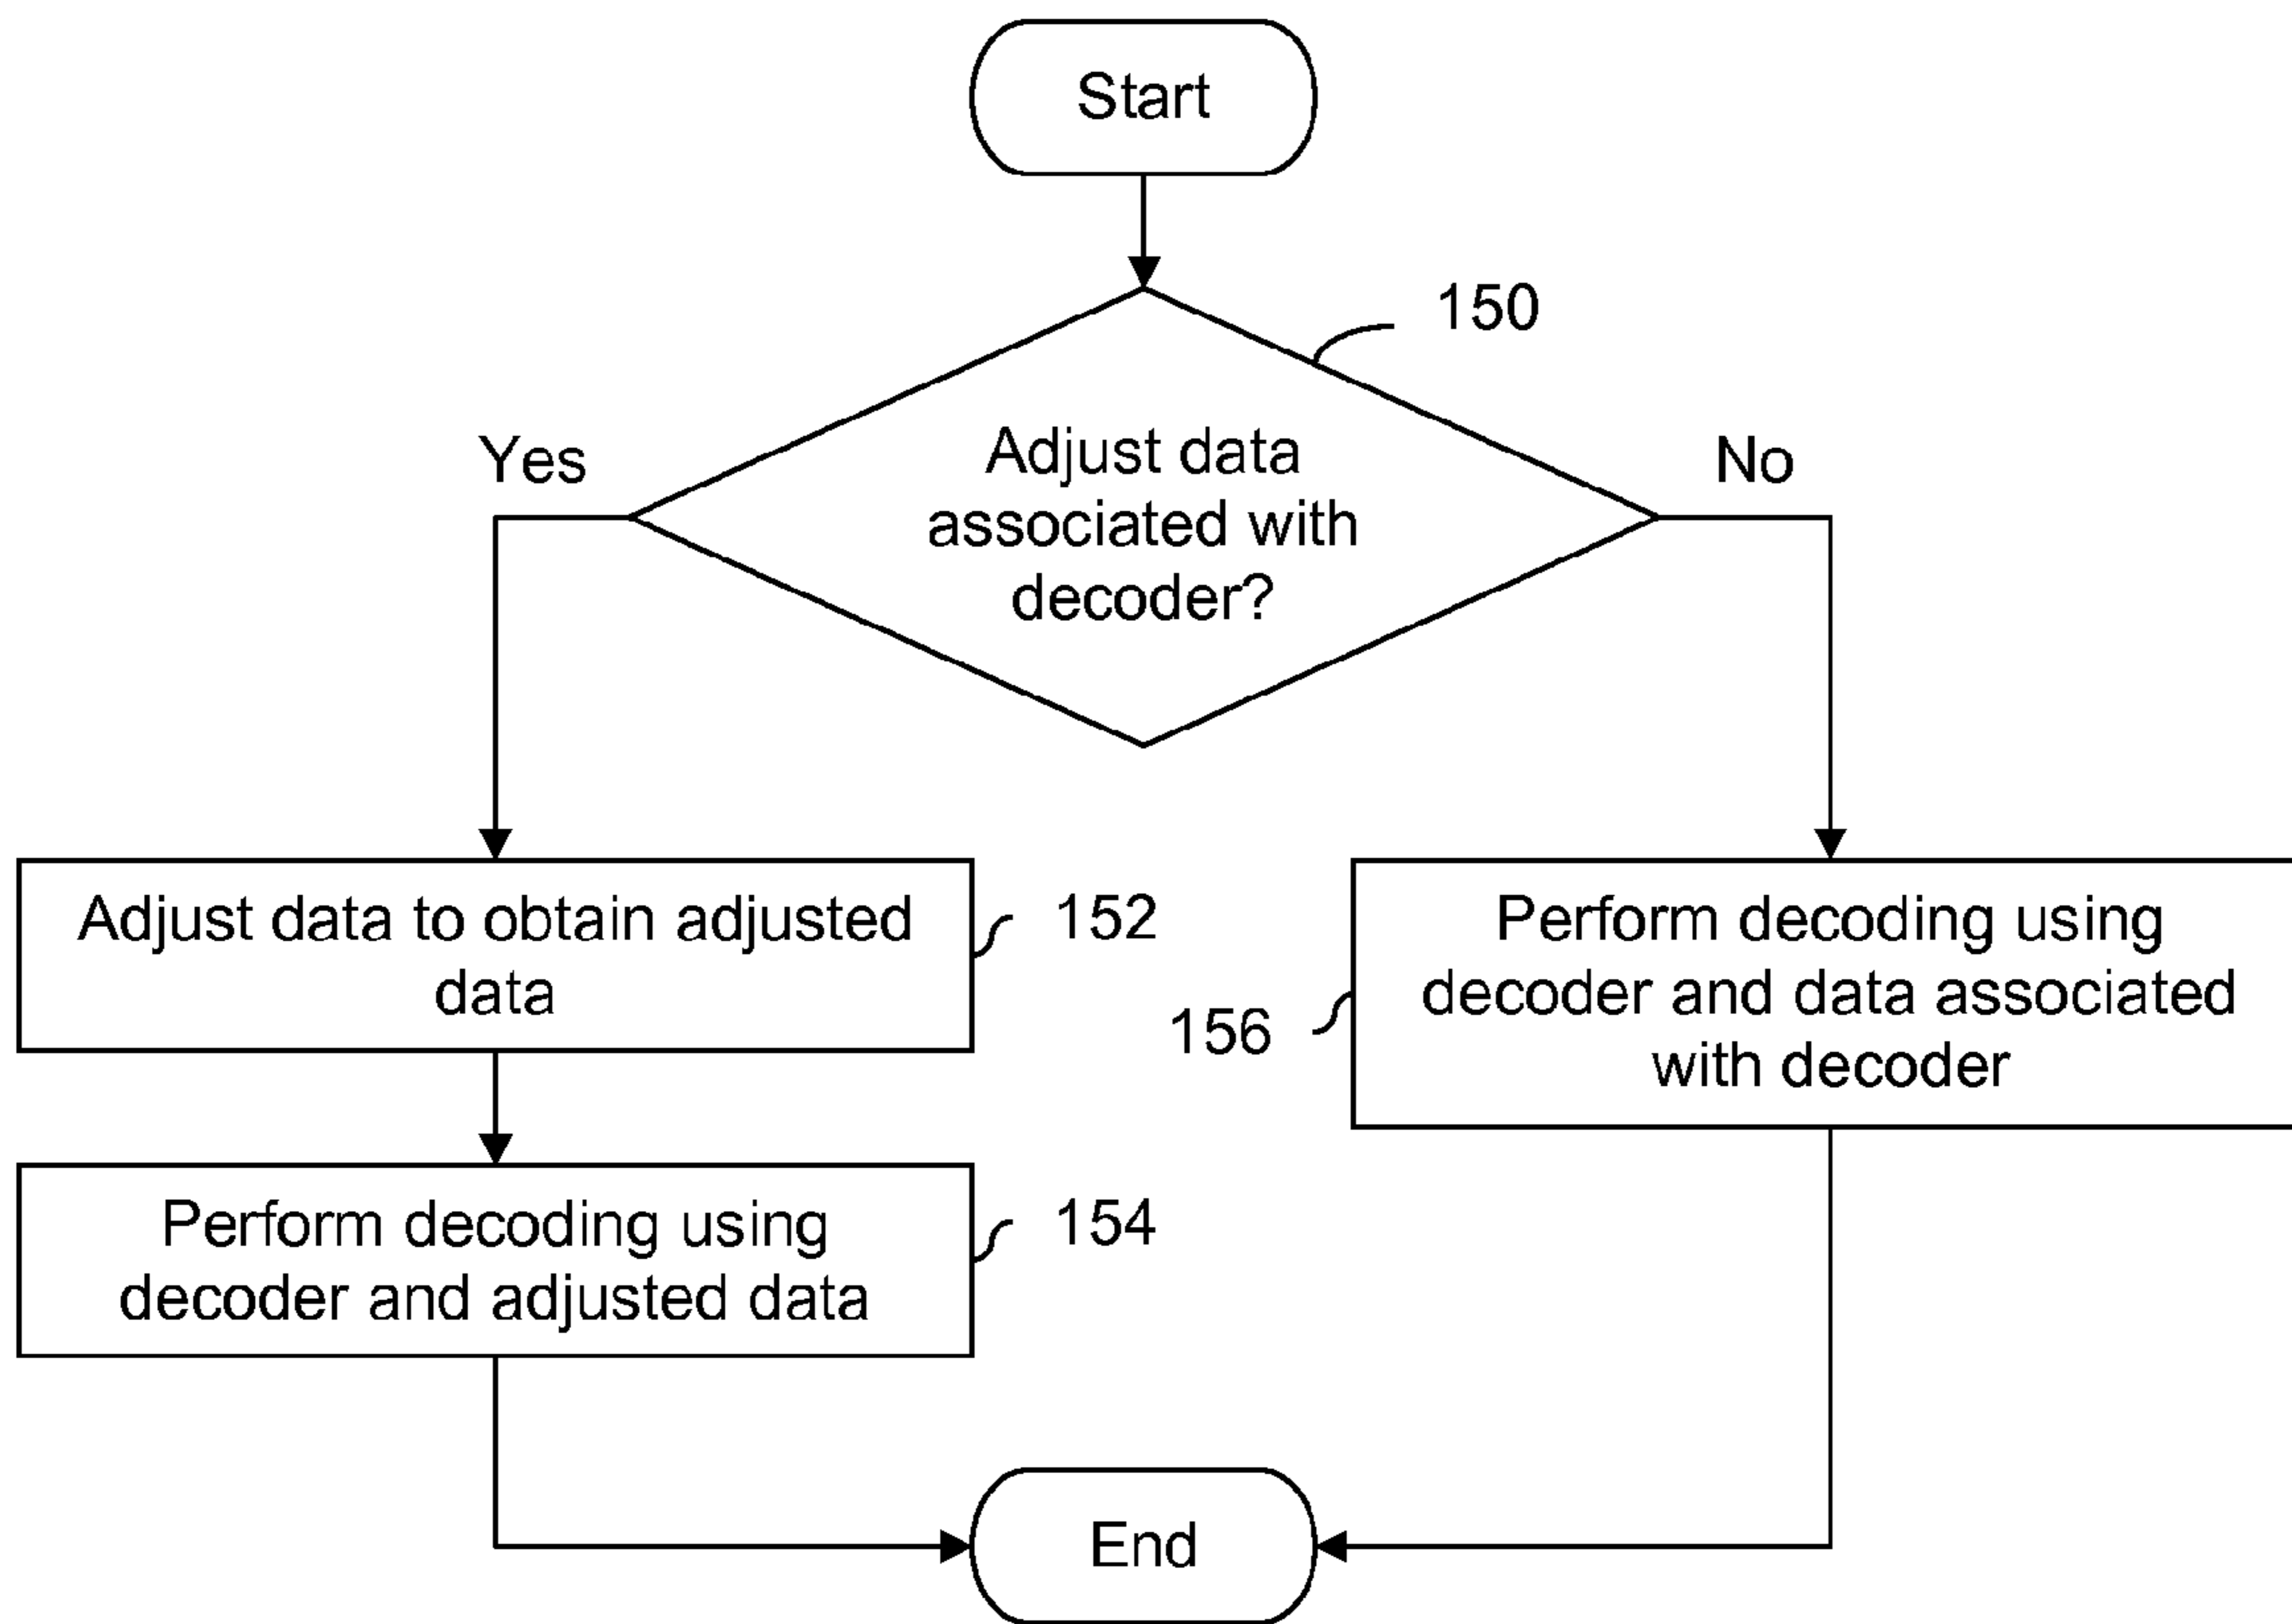 Start
150
Adjust data
associated with
decoder?
Yes
No
Adjust data to obtain adjusted
data
152
Perform decoding using
decoder and data associated
with decoder
156
Perform decoding using
decoder and adjusted data
154
End